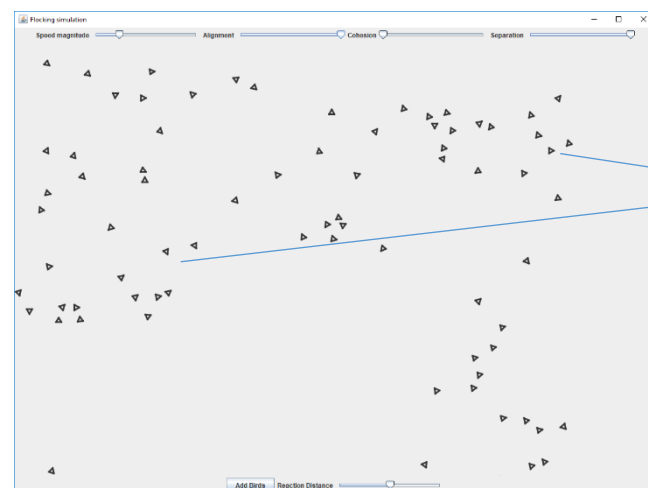 Flocking simulation
Speed magnitude Alignment Cohesion Separation
Add Birds Reaction Distance